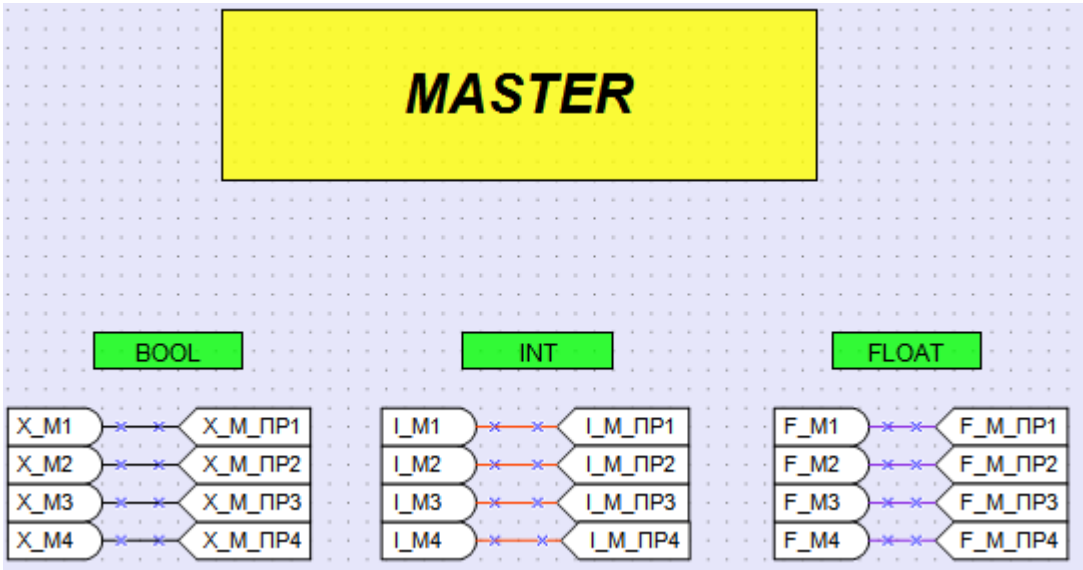 MASTER
BOOL INT FLOAT
X_M1 X_M_ПР1 I_M1 I_M_ПР1 F_M1 F_M_ПР1
X_M2 X_M_ПР2 I_M2 I_M_ПР2 F_M2 F_M_ПР2
X_M3 X_M_ПР3 I_M3 I_M_ПР3 F_M3 F_M_ПР3
X_M4 X_M_ПР4 I_M4 I_M_ПР4 F_M4 F_M_ПР4